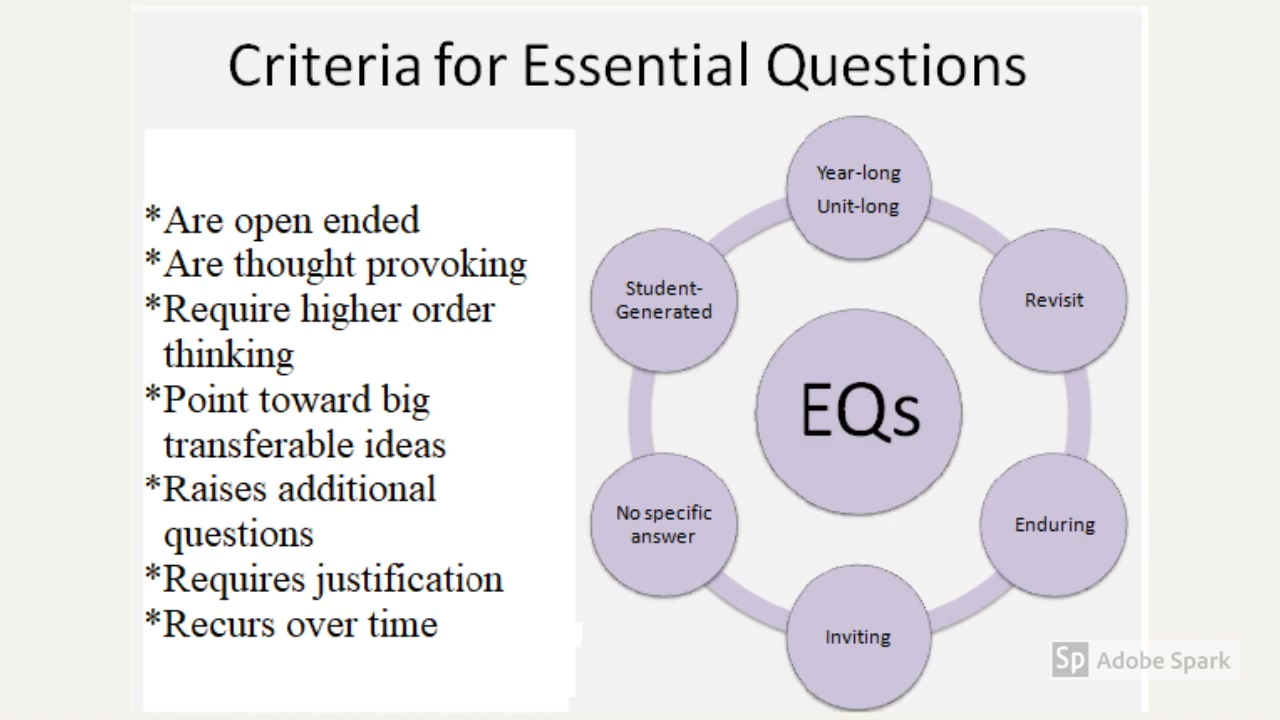 Criteria for Essential Questions
*Are open ended
*Are thought provoking
*Require higher order
thinking
*Point toward big
transferable ideas
*Raises additional
questions
*Requires justification
*Recurs over time
Year-long
Unit-long
Revisit
Enduring
Inviting
No specific
answer
Student-
Generated
EQs
Sp Adobe Spark